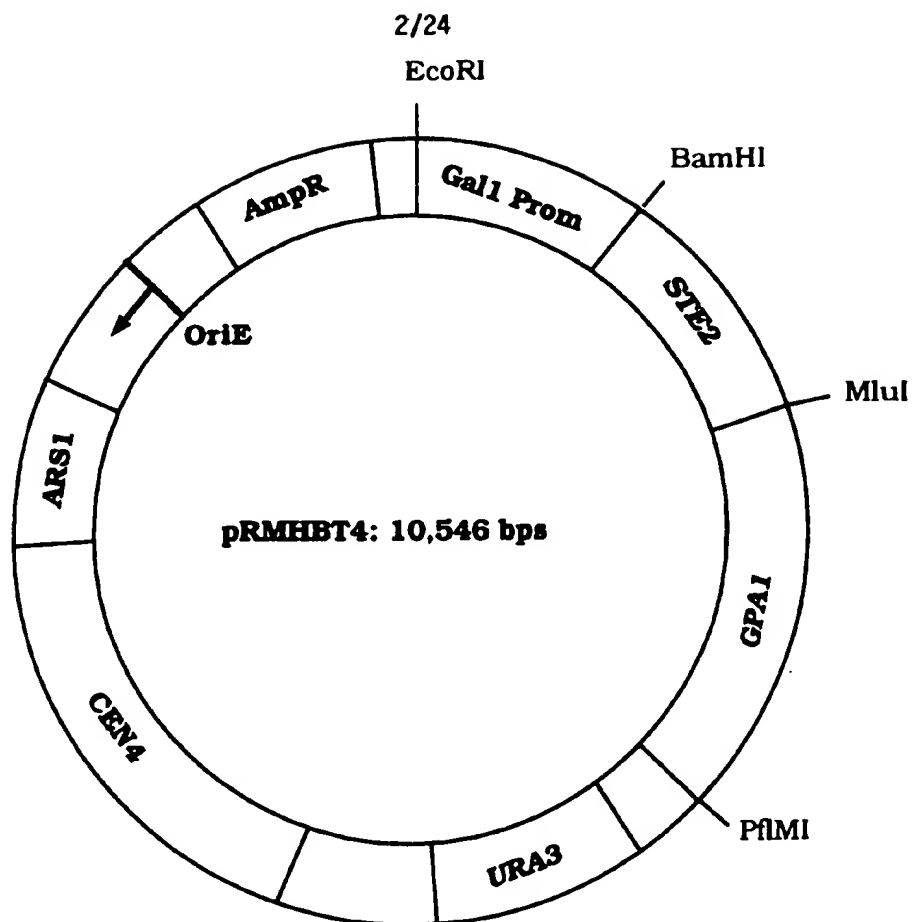 2/24
EcoRI
BamHI
AmpR
Gal1 Prom
STE2
OriE
MluI
ARS1
pRMHBT4: 10,546 bps
GPA1
CEN4
PflMI
URA3